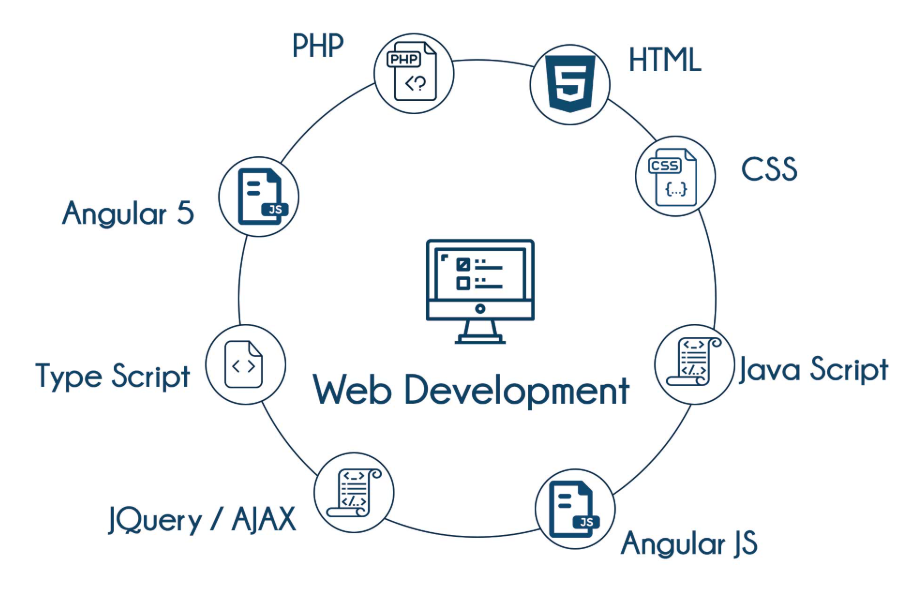 PHP
PHP
<?
HTML
5
CSS
CSS
{...}
Angular 5
JS
Type Script
< >
Web Development
<_>
</..>
Java Script
JQuery / AJAX
<_>
</..>
JS
Angular JS